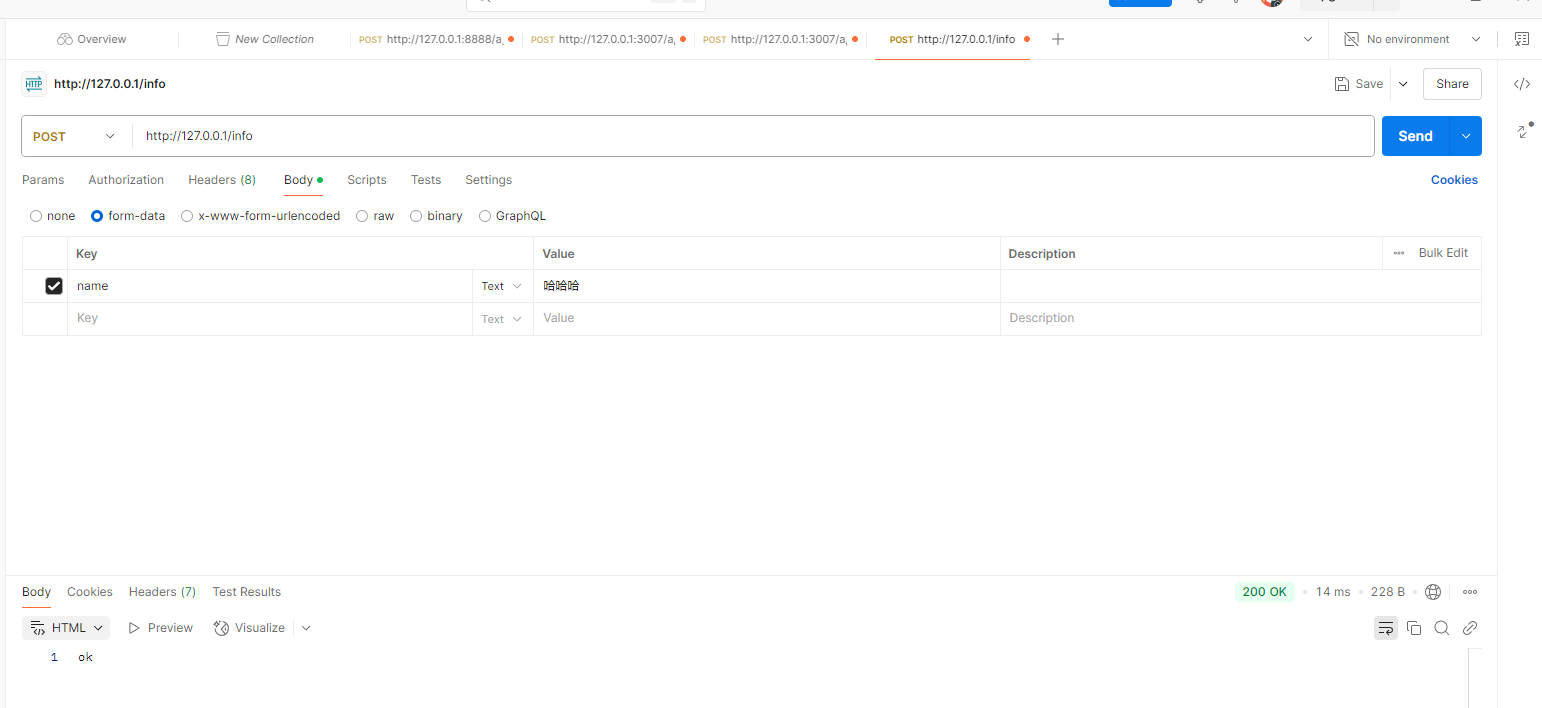 Overview New Collection POST http://127.0.0.1:8888/a, POST http://127.0.0.1:3007/a, POST http://127.0.0.1:3007/a, POST http://127.0.0.1/info No environment
HTTP http://127.0.0.1/info Save Share
POST http://127.0.0.1/info Send
Params Authorization Headers (8) Body Scripts Tests Settings Cookies
none form-data x-www-form-urlencoded raw binary GraphQL
Key Value Description Bulk Edit
name Text 哈哈哈
Key Text Value Description
Body Cookies Headers (7) Test Results 200 OK 14 ms 228 B
HTML Preview Visualize
1 ok